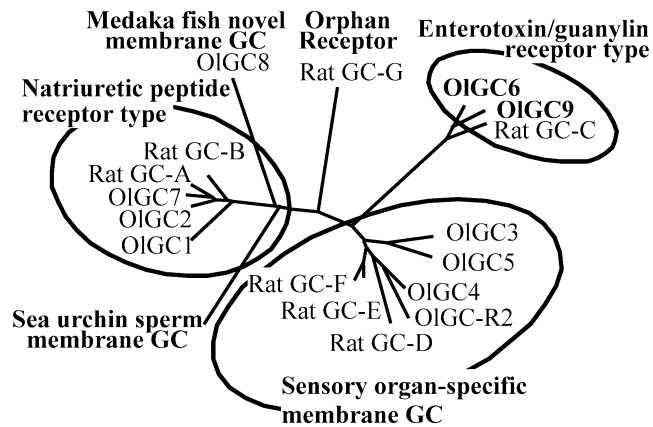 Medaka fish novel
membrane GC
OlGC8
Orphan
Receptor
Rat GC-G
Enterotoxin/guanylin
receptor type
OlGC6
OlGC9
Rat GC-C
Natriuretic peptide
receptor type
Rat GC-B
Rat GC-A
OlGC7
OlGC2
OlGC1
OlGC3
OlGC5
Rat GC-F
OlGC4
Rat GC-E
OlGC-R2
Rat GC-D
Sea urchin sperm
membrane GC
Sensory organ-specific
membrane GC